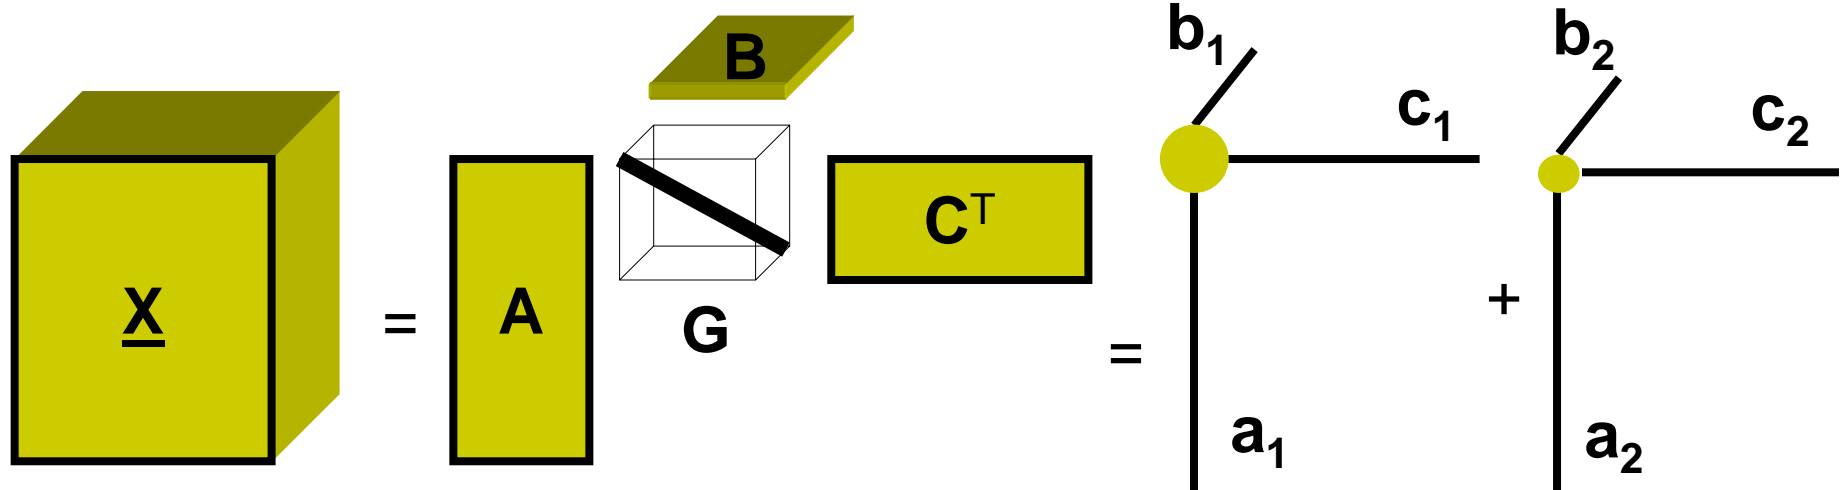 X
=
A
B
G
Cᵀ
=
b₁
c₁
a₁
+
b₂
c₂
a₂